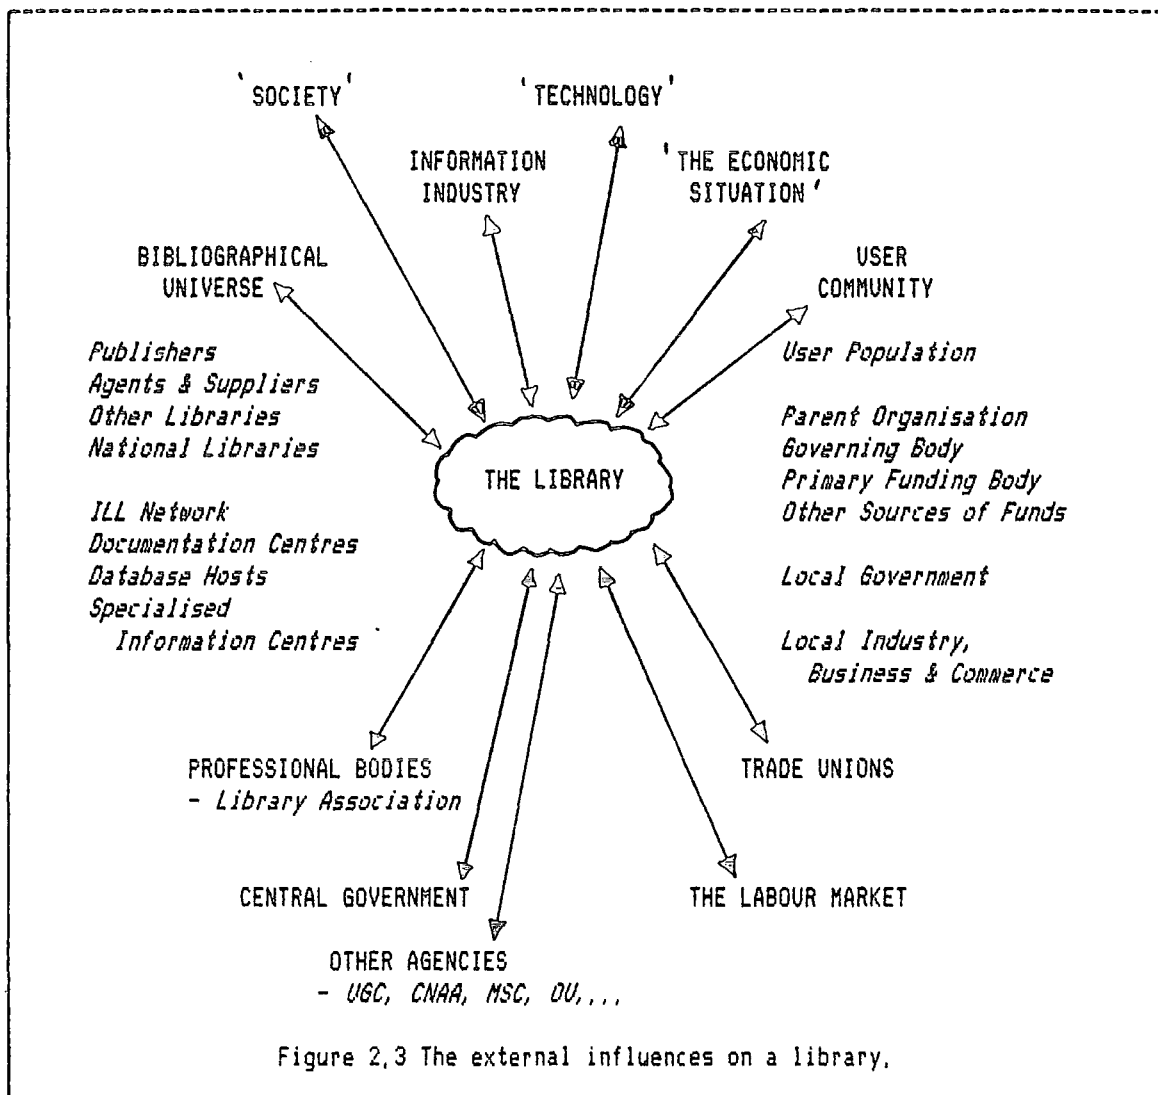 'SOCIETY'
'TECHNOLOGY'
INFORMATION
INDUSTRY
'THE ECONOMIC
SITUATION'
BIBLIOGRAPHICAL
UNIVERSE
USER
COMMUNITY
Publishers
Agents & Suppliers
Other Libraries
National Libraries
ILL Network
Documentation Centres
Database Hosts
Specialised
Information Centres
User Population
Parent Organisation
Governing Body
Primary Funding Body
Other Sources of Funds
Local Government
Local Industry,
Business & Commerce
THE LIBRARY
PROFESSIONAL BODIES
- Library Association
TRADE UNIONS
CENTRAL GOVERNMENT
THE LABOUR MARKET
OTHER AGENCIES
- UGC, CNAA, MSC, OU,...
Figure 2.3 The external influences on a library.